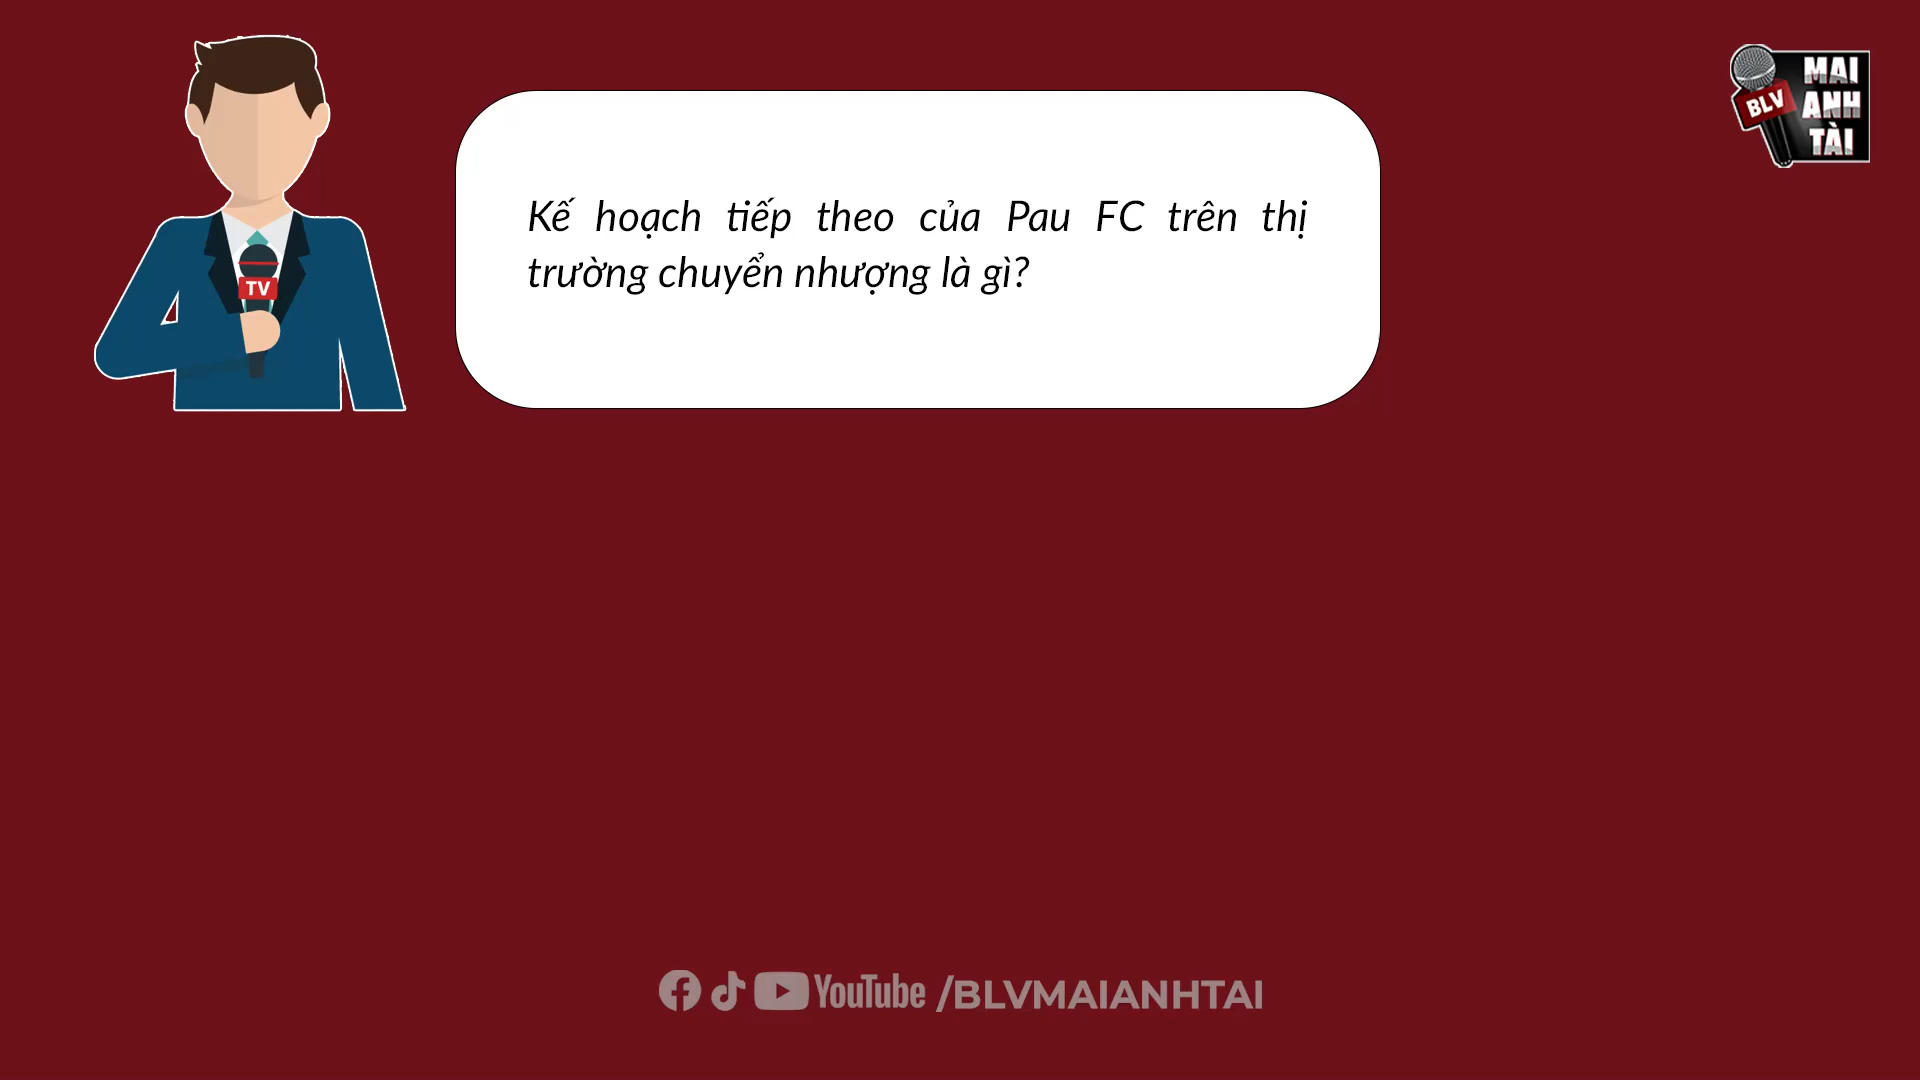 MAI
ANH
TÀI
BLV
Kế hoạch tiếp theo của Pau FC trên thị
trường chuyển nhượng là gì?
TV
YouTube /BLVMAIANHTAI